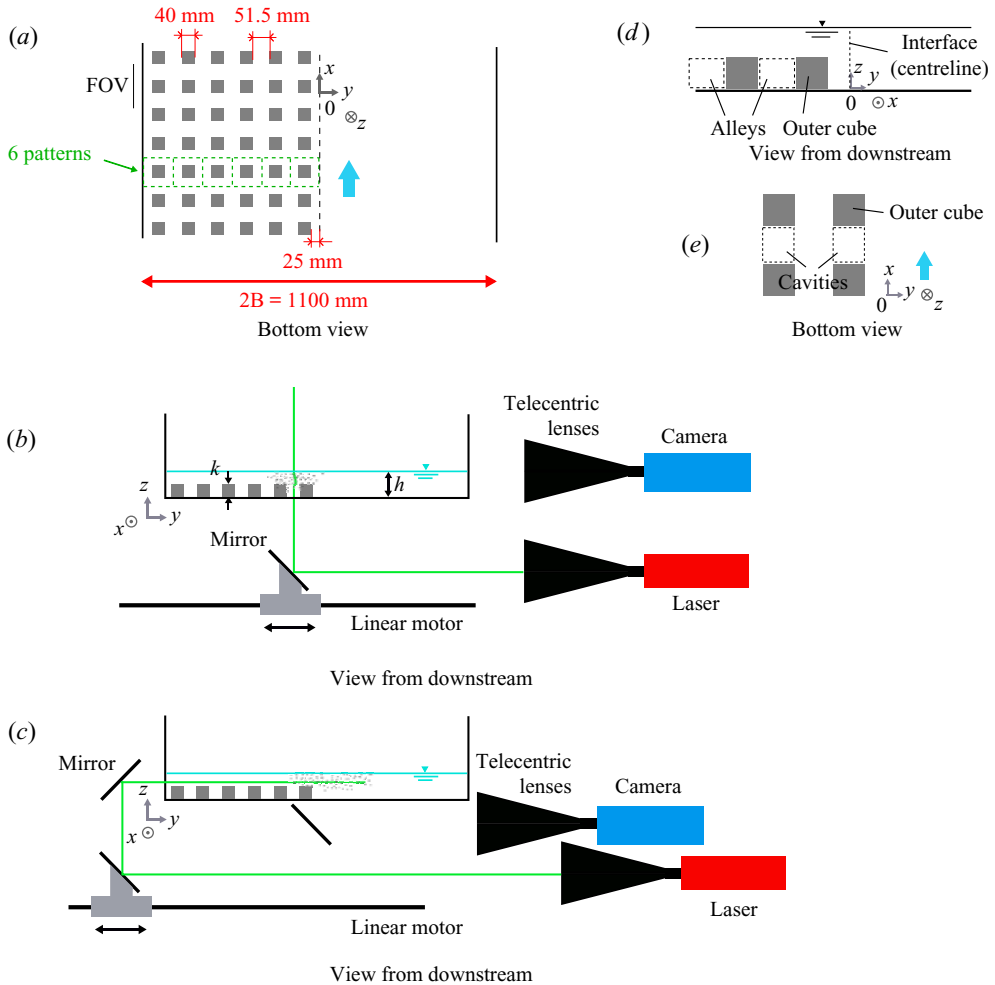 (a)
40 mm
51.5 mm
FOV
x
y
0
z
6 patterns
25 mm
2B = 1100 mm
Bottom view
(d)
Interface
(centreline)
z
y
0
x
Alleys
Outer cube
View from downstream
(e)
Outer cube
Cavities
x
0
y
z
Bottom view
(b)
Telecentric
lenses
Camera
k
h
z
x
y
Mirror
Laser
Linear motor
View from downstream
(c)
Mirror
Telecentric
lenses
Camera
z
y
x
Laser
Linear motor
View from downstream